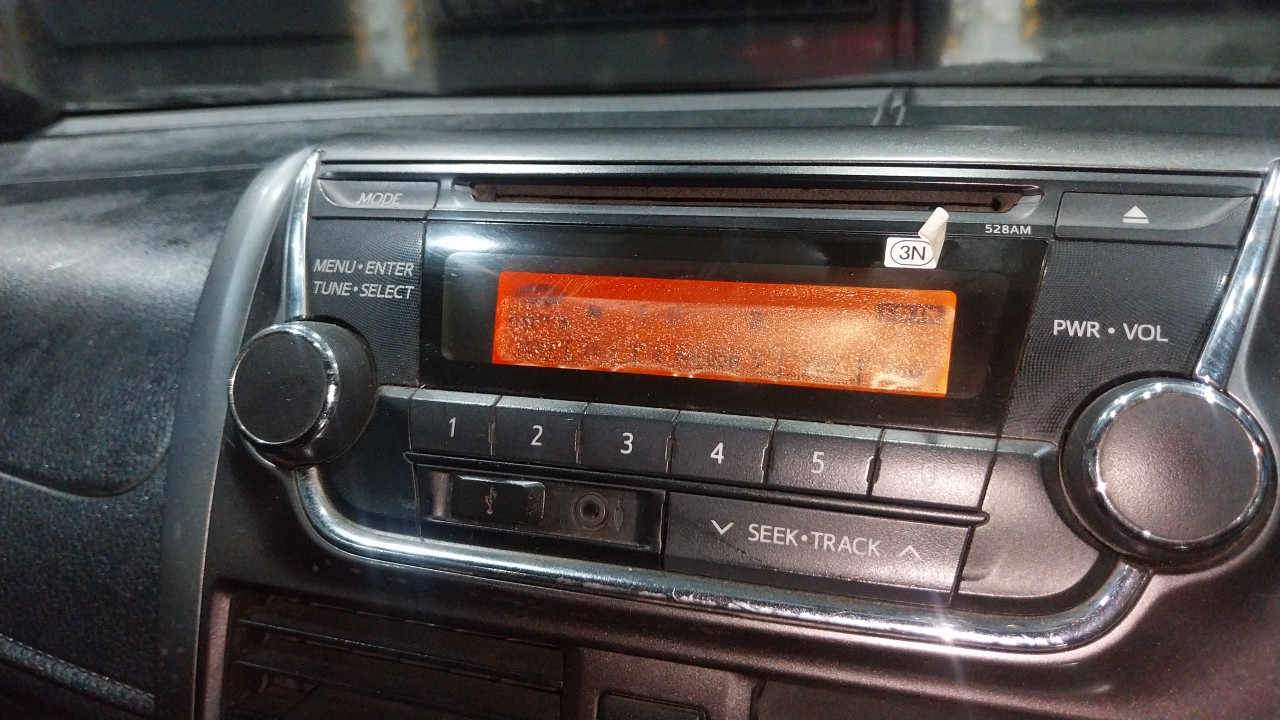 MODE
528AM
3N
MENU•ENTER
TUNE•SELECT
PWR • VOL
1 2 3 4 5
SEEK•TRACK